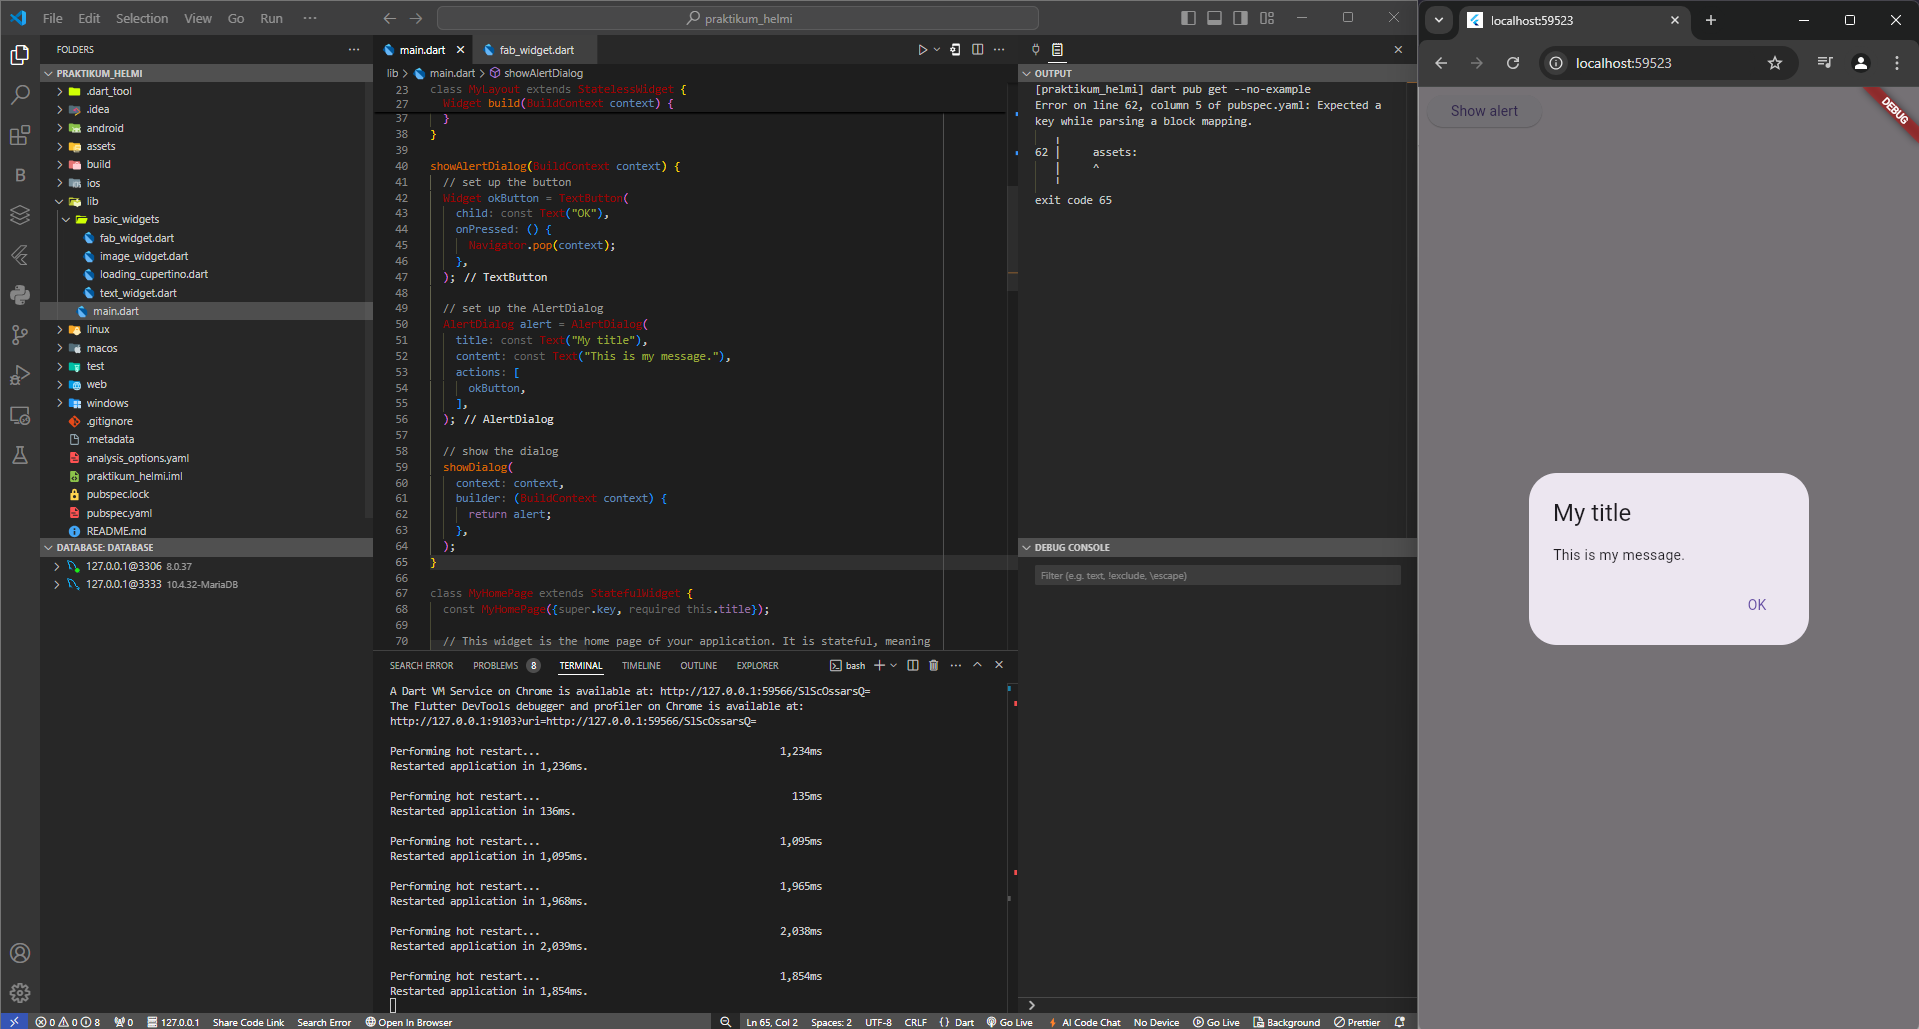 File Edit Selection View Go Run ···
praktikum_helmi
FOLDERS
PRAKTIKUM_HELMI
.dart_tool
.idea
android
assets
build
ios
lib
basic_widgets
fab_widget.dart
image_widget.dart
loading_cupertino.dart
text_widget.dart
main.dart
linux
macos
test
web
windows
.gitignore
.metadata
analysis_options.yaml
praktikum_helmi.iml
pubspec.lock
pubspec.yaml
README.md
DATABASE: DATABASE
127.0.0.1@3306 8.0.37
127.0.0.1@3333 10.4.32-MariaDB
main.dart
fab_widget.dart
lib > main.dart > showAlertDialog
23 class MyLayout extends StatelessWidget {
27 Widget build(BuildContext context) {
37 }
38 }
39
40 showAlertDialog(BuildContext context) {
41 // set up the button
42 Widget okButton = TextButton(
43 child: const Text("OK"),
44 onPressed: () {
45 Navigator.pop(context);
46 },
47 ); // TextButton
48
49 // set up the AlertDialog
50 AlertDialog alert = AlertDialog(
51 title: const Text("My title"),
52 content: const Text("This is my message."),
53 actions: [
54 okButton,
55 ],
56 ); // AlertDialog
57
58 // show the dialog
59 showDialog(
60 context: context,
61 builder: (BuildContext context) {
62 return alert;
63 },
64 );
65 }
66
67 class MyHomePage extends StatefulWidget {
68 const MyHomePage({super.key, required this.title});
69
70 // This widget is the home page of your application. It is stateful, meaning
SEARCH ERROR PROBLEMS 8 TERMINAL TIMELINE OUTLINE EXPLORER bash
A Dart VM Service on Chrome is available at: http://127.0.0.1:59566/SlScOssarsQ=
The Flutter DevTools debugger and profiler on Chrome is available at:
http://127.0.0.1:9103?uri=http://127.0.0.1:59566/SlScOssarsQ=
Performing hot restart... 1,234ms
Restarted application in 1,236ms.
Performing hot restart... 135ms
Restarted application in 136ms.
Performing hot restart... 1,095ms
Restarted application in 1,095ms.
Performing hot restart... 1,965ms
Restarted application in 1,968ms.
Performing hot restart... 2,038ms
Restarted application in 2,039ms.
Performing hot restart... 1,854ms
Restarted application in 1,854ms.
OUTPUT
[praktikum_helmi] dart pub get --no-example
Error on line 62, column 5 of pubspec.yaml: Expected a
key while parsing a block mapping.
62 | assets:
^
exit code 65
DEBUG CONSOLE
Filter (e.g. text, !exclude, \escape)
0 0 8 0 127.0.0.1 Share Code Link Search Error Open In Browser Ln 65, Col 2 Spaces: 2 UTF-8 CRLF {} Dart Go Live AI Code Chat No Device Go Live Background Prettier
localhost:59523
localhost:59523
Show alert
DEBUG
My title
This is my message.
OK